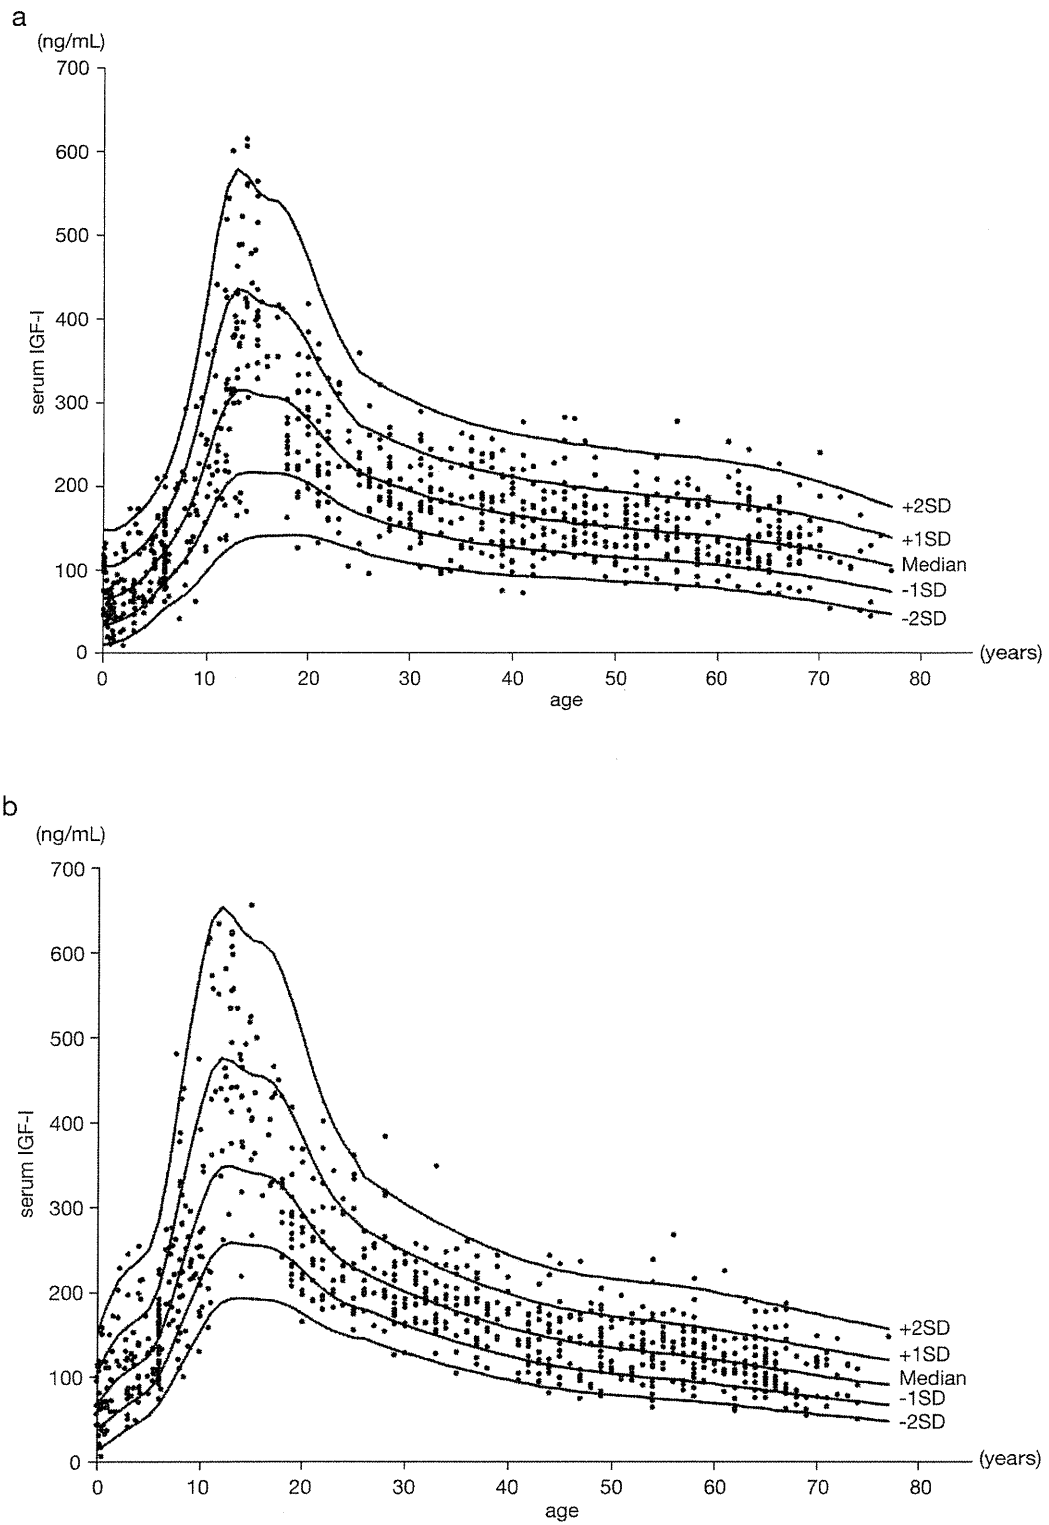 a
(ng/mL)
700
600
500
400
300
200
100
0
serum IGF-I
+2SD
+1SD
Median
-1SD
-2SD
0 10 20 30 40 50 60 70 80 (years)
age
b
(ng/mL)
700
600
500
400
300
200
100
0
serum IGF-I
+2SD
+1SD
Median
-1SD
-2SD
0 10 20 30 40 50 60 70 80 (years)
age